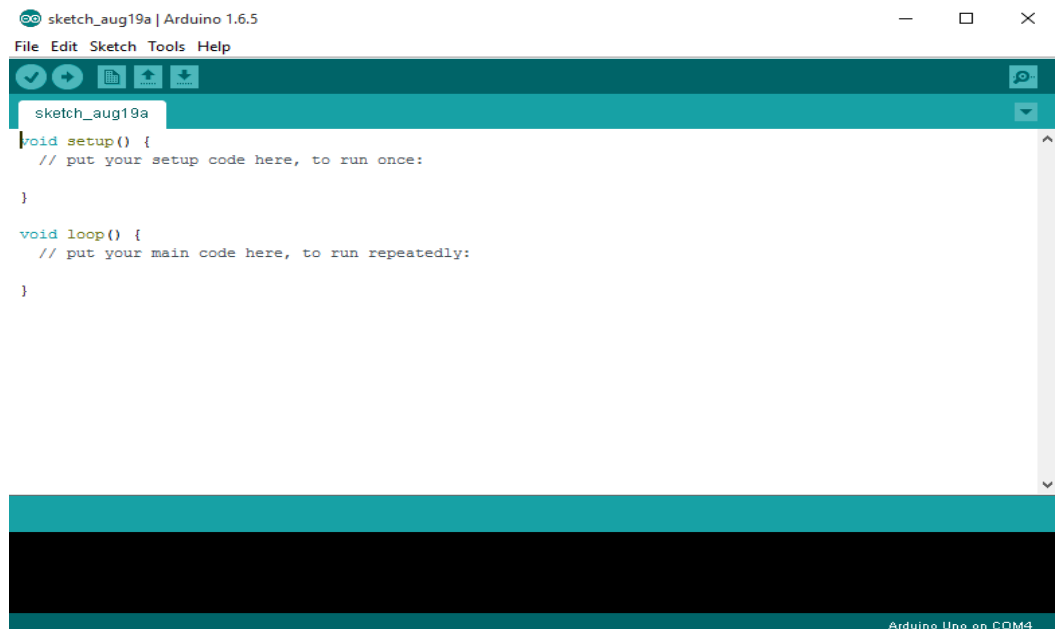 sketch_aug19a | Arduino 1.6.5
File Edit Sketch Tools Help
sketch_aug19a
void setup() {
  // put your setup code here, to run once:
}
void loop() {
  // put your main code here, to run repeatedly:
}
Arduino Uno on COM4